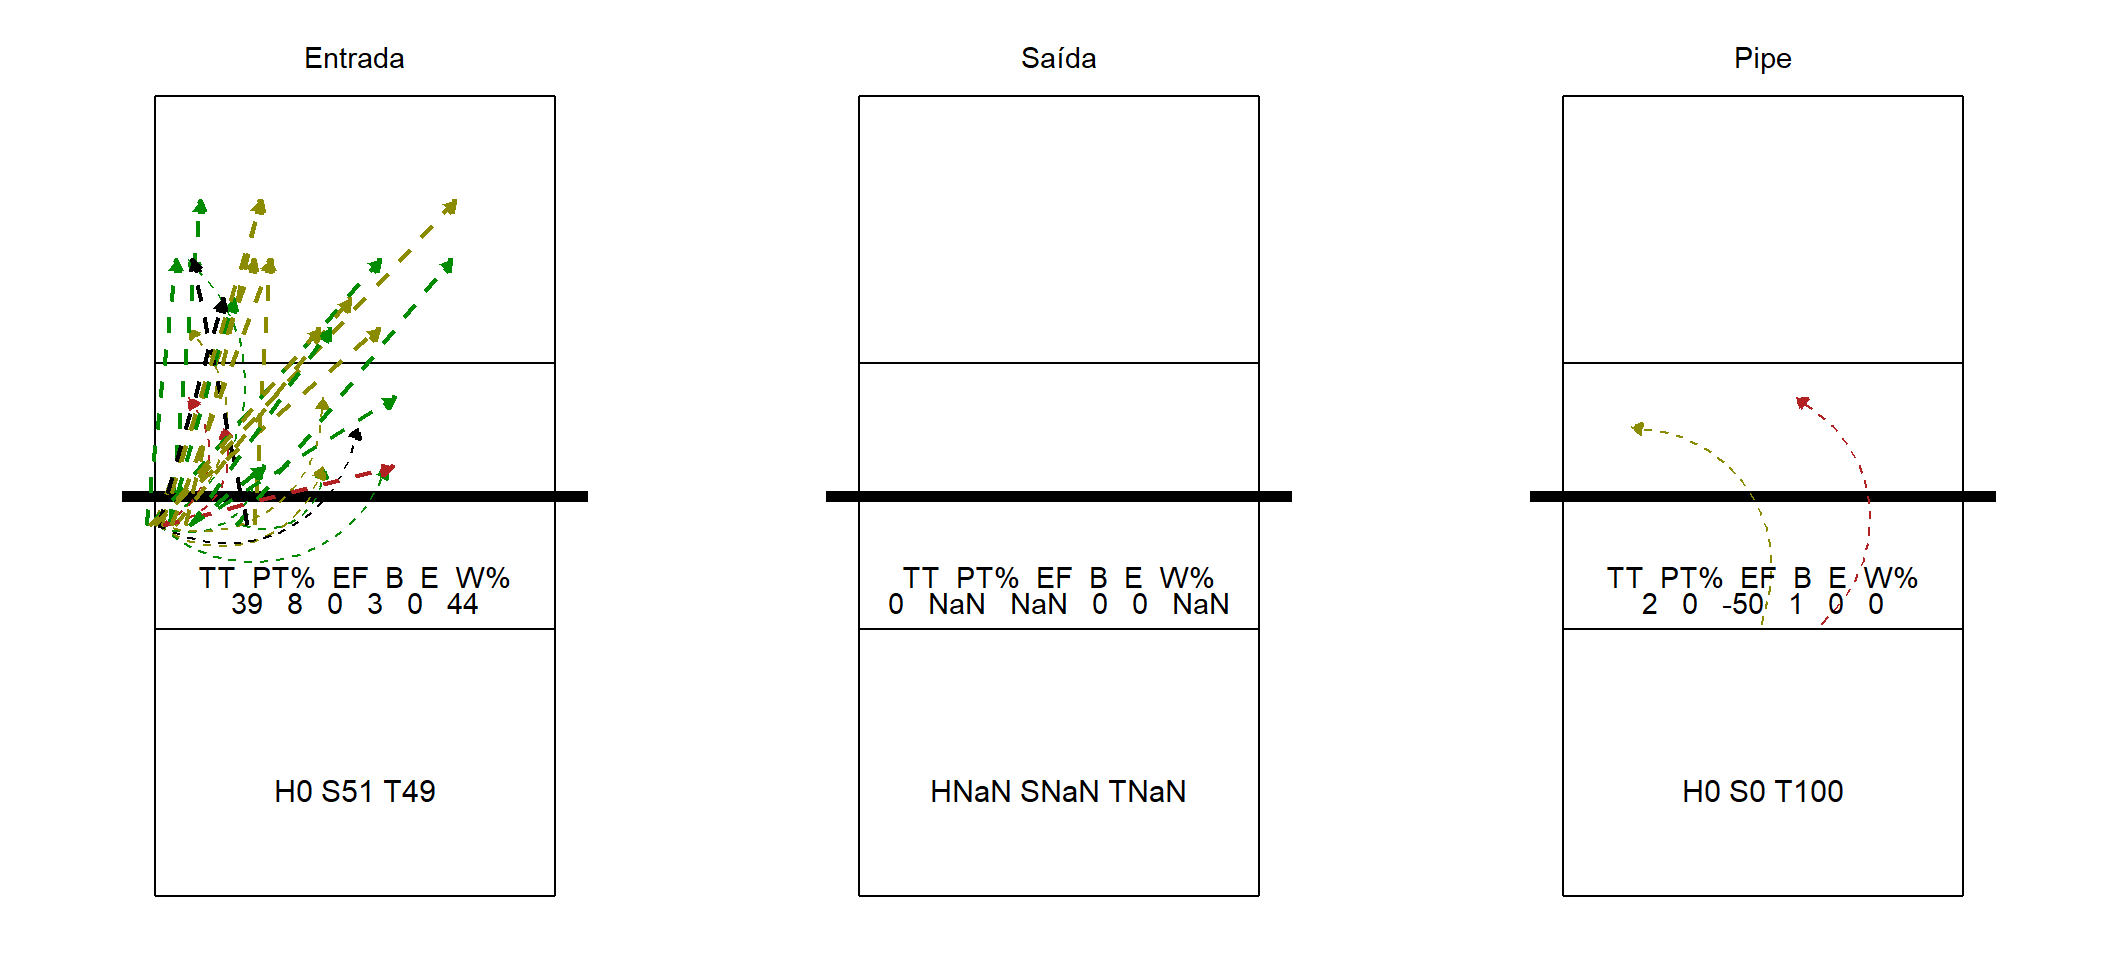 Entrada
TT PT% EF B E W%
39 8 0 3 0 44
H0 S51 T49
Saída
TT PT% EF B E W%
0 NaN NaN 0 0 NaN
HNaN SNaN TNaN
Pipe
TT PT% EF B E W%
2 0 -50 1 0 0
H0 S0 T100